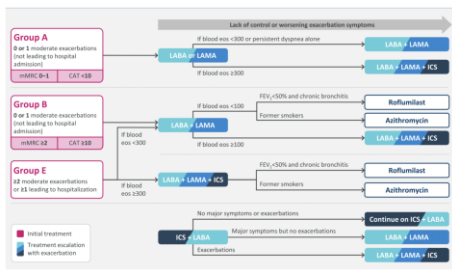 Lack of control or worsening exacerbation symptoms
Group A
0 or 1 moderate exacerbations
(not leading to hospital
admission)
mMRC 0–1
CAT <10
LABA or LAMA
If blood eos <300 or persistent dyspnea alone
LABA + LAMA
If blood eos ≥300
LABA + LAMA + ICS
Group B
0 or 1 moderate exacerbations
(not leading to hospital
admission)
mMRC ≥2
CAT ≥10
If blood
eos <300
LABA + LAMA
If blood eos <100
FEV₁<50% and chronic bronchitis
Roflumilast
Former smokers
Azithromycin
If blood eos ≥100
LABA + LAMA + ICS
Group E
≥2 moderate exacerbations
or ≥1 leading to hospitalization
If blood
eos ≥300
LABA + LAMA + ICS
FEV₁<50% and chronic bronchitis
Roflumilast
Former smokers
Azithromycin
ICS + LABA
No major symptoms or exacerbations
Continue on ICS + LABA
Major symptoms but no exacerbations
LABA + LAMA
Exacerbations
LABA + LAMA + ICS
Initial treatment
Treatment escalation
with exacerbation